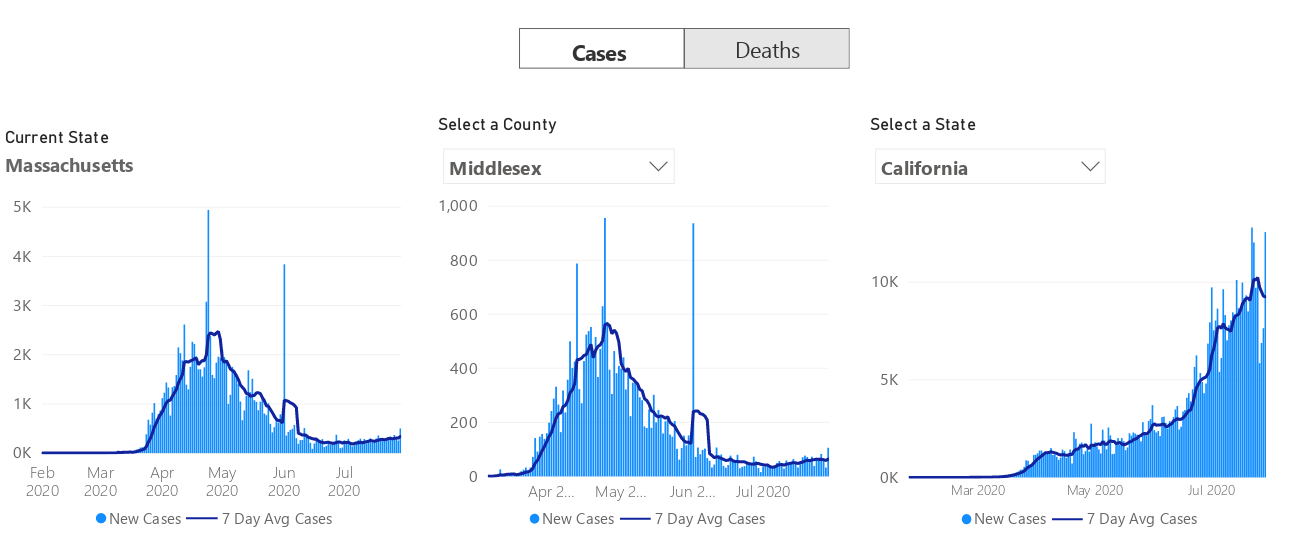 Cases
Deaths
Current State
Massachusetts
5K
4K
3K
2K
1K
0K
Feb 2020
Mar 2020
Apr 2020
May 2020
Jun 2020
Jul 2020
New Cases
7 Day Avg Cases
Select a County
Middlesex
1,000
800
600
400
200
0
Apr 2...
May 2...
Jun 2...
Jul 2020
New Cases
7 Day Avg Cases
Select a State
California
10K
5K
0K
Mar 2020
May 2020
Jul 2020
New Cases
7 Day Avg Cases